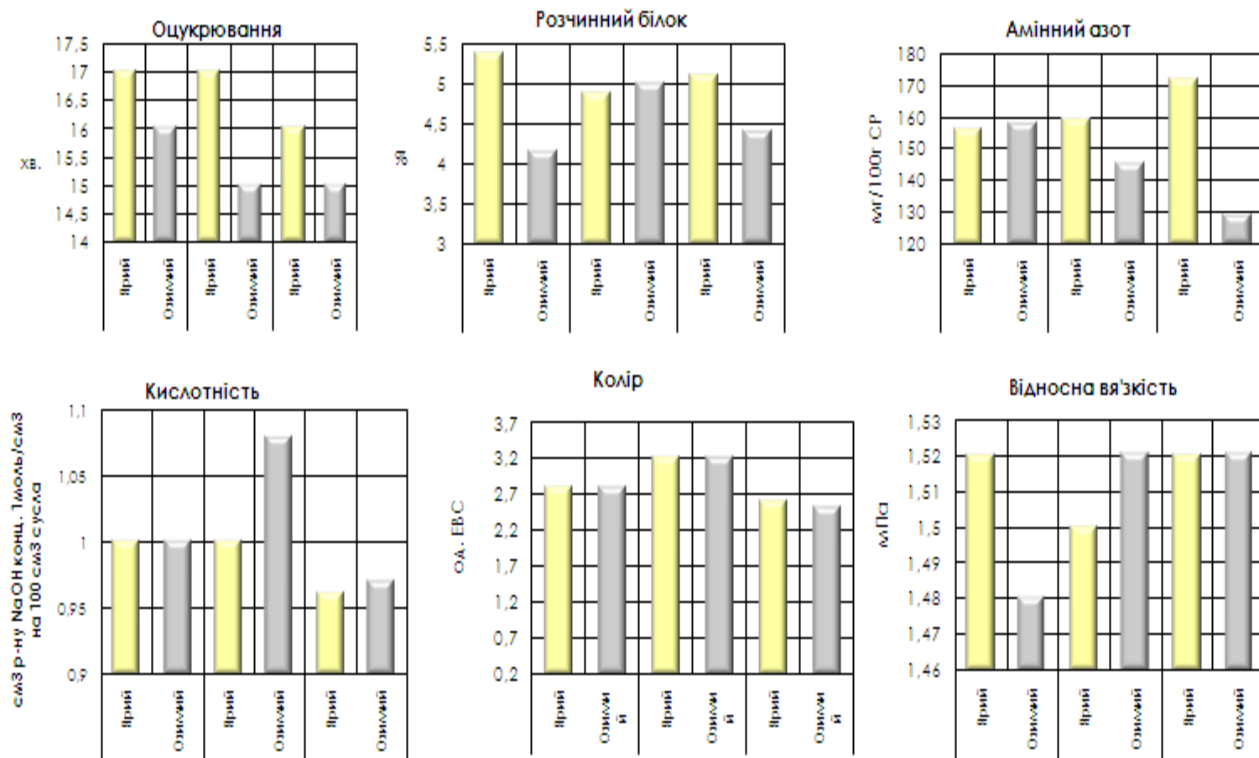 Оцукрювання
17,5
17
16,5
16
15,5
15
14,5
14
хв.
Ярий
Озимий
Ярий
Озимий
Ярий
Озимий
Розчинний білок
5,5
5
4,5
4
3,5
3
%
Ярий
Озимий
Ярий
Озимий
Ярий
Озимий
Амінний азот
180
170
160
150
140
130
120
мг/100г СР
Ярий
Озимий
Ярий
Озимий
Ярий
Озимий
Кислотність
1,1
1,05
1
0,95
0,9
см3 р-ну NaOH конц. 1моль/см3
на 100 см3 сусла
Ярий
Озимий
Ярий
Озимий
Ярий
Озимий
Колір
3,7
3,2
2,7
2,2
1,7
1,2
0,7
0,2
од. ЕВС
Ярий
Озими
й
Ярий
Озими
й
Ярий
Озими
й
Відносна вя'зкість
1,53
1,52
1,51
1,5
1,49
1,48
1,47
1,46
мПа
Ярий
Озимий
Ярий
Озимий
Ярий
Озимий